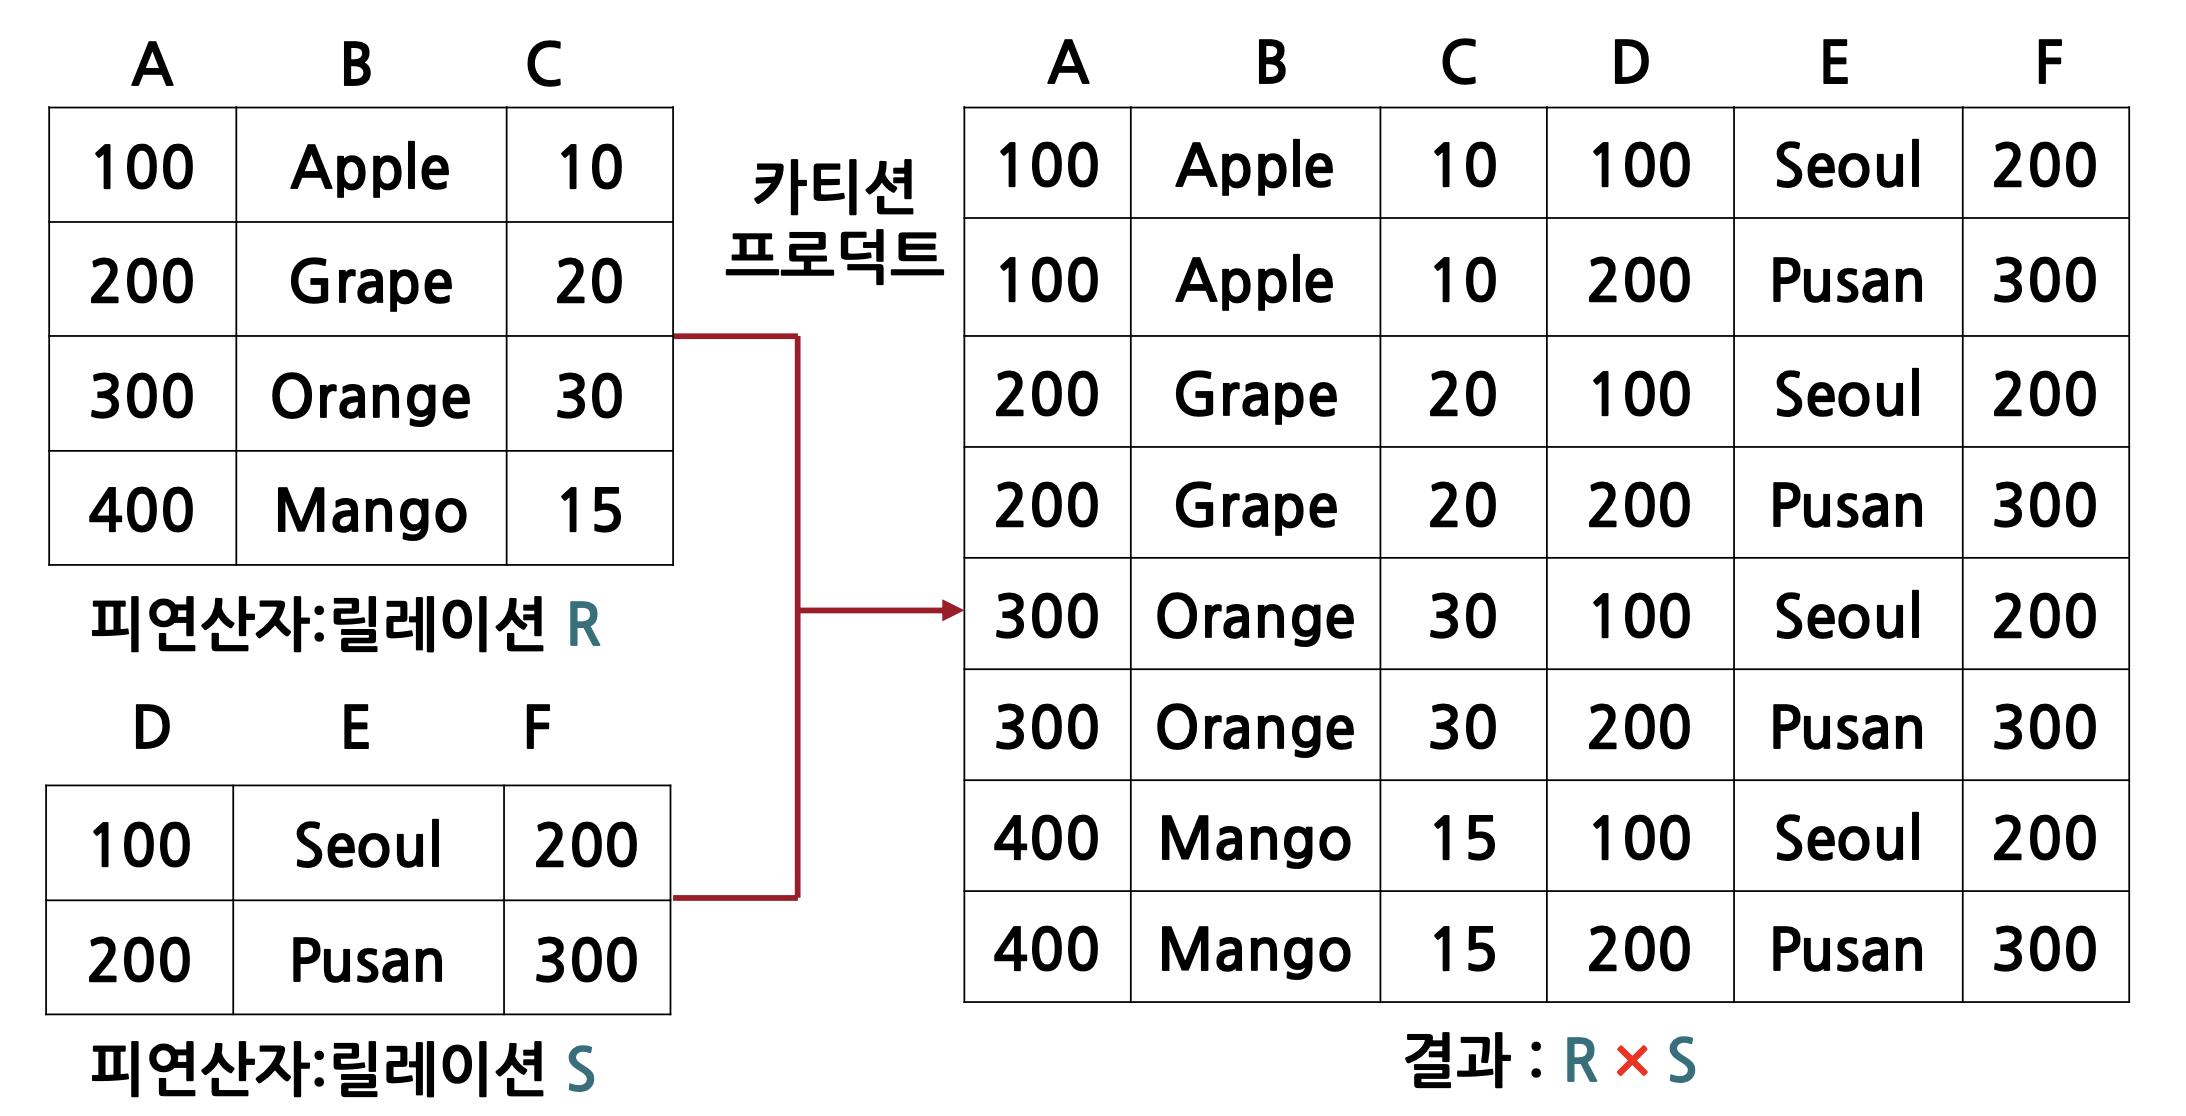 A B C
100 Apple 10
200 Grape 20
300 Orange 30
400 Mango 15
피연산자:릴레이션 R
D E F
100 Seoul 200
200 Pusan 300
피연산자:릴레이션 S
카티션
프로덕트
A B C D E F
100 Apple 10 100 Seoul 200
100 Apple 10 200 Pusan 300
200 Grape 20 100 Seoul 200
200 Grape 20 200 Pusan 300
300 Orange 30 100 Seoul 200
300 Orange 30 200 Pusan 300
400 Mango 15 100 Seoul 200
400 Mango 15 200 Pusan 300
결과 : R × S